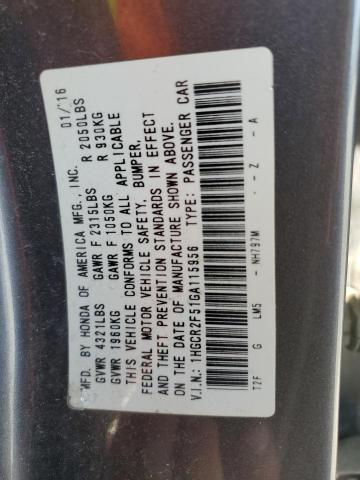 MFD. BY HONDA OF AMERICA MFG., INC. 01/'16
GVWR 4321LBS GAWR F 2315LBS R 2050LBS
GVWR 1960KG GAWR F 1050KG R 930KG
THIS VEHICLE CONFORMS TO ALL APPLICABLE
FEDERAL MOTOR VEHICLE SAFETY, BUMPER,
AND THEFT PREVENTION STANDARDS IN EFFECT
ON THE DATE OF MANUFACTURE SHOWN ABOVE.
V.I.N.: 1HGCR2F51GA115956 TYPE: PASSENGER CAR
T2F G LM5 - NH797M - - Z - A